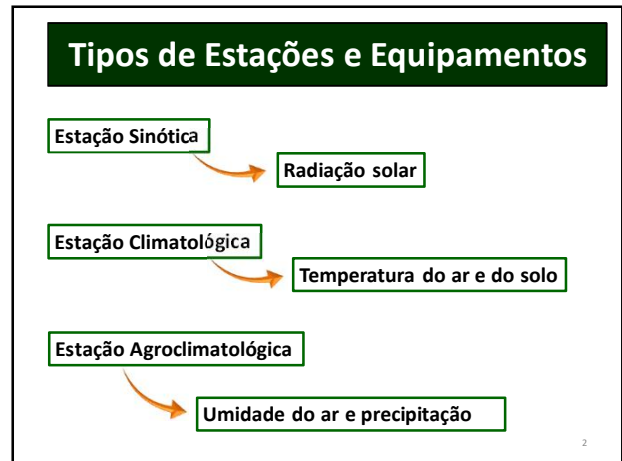 Tipos de Estações e Equipamentos
Estação Sinótica
Radiação solar
Estação Climatológica
Temperatura do ar e do solo
Estação Agroclimatológica
Umidade do ar e precipitação
2